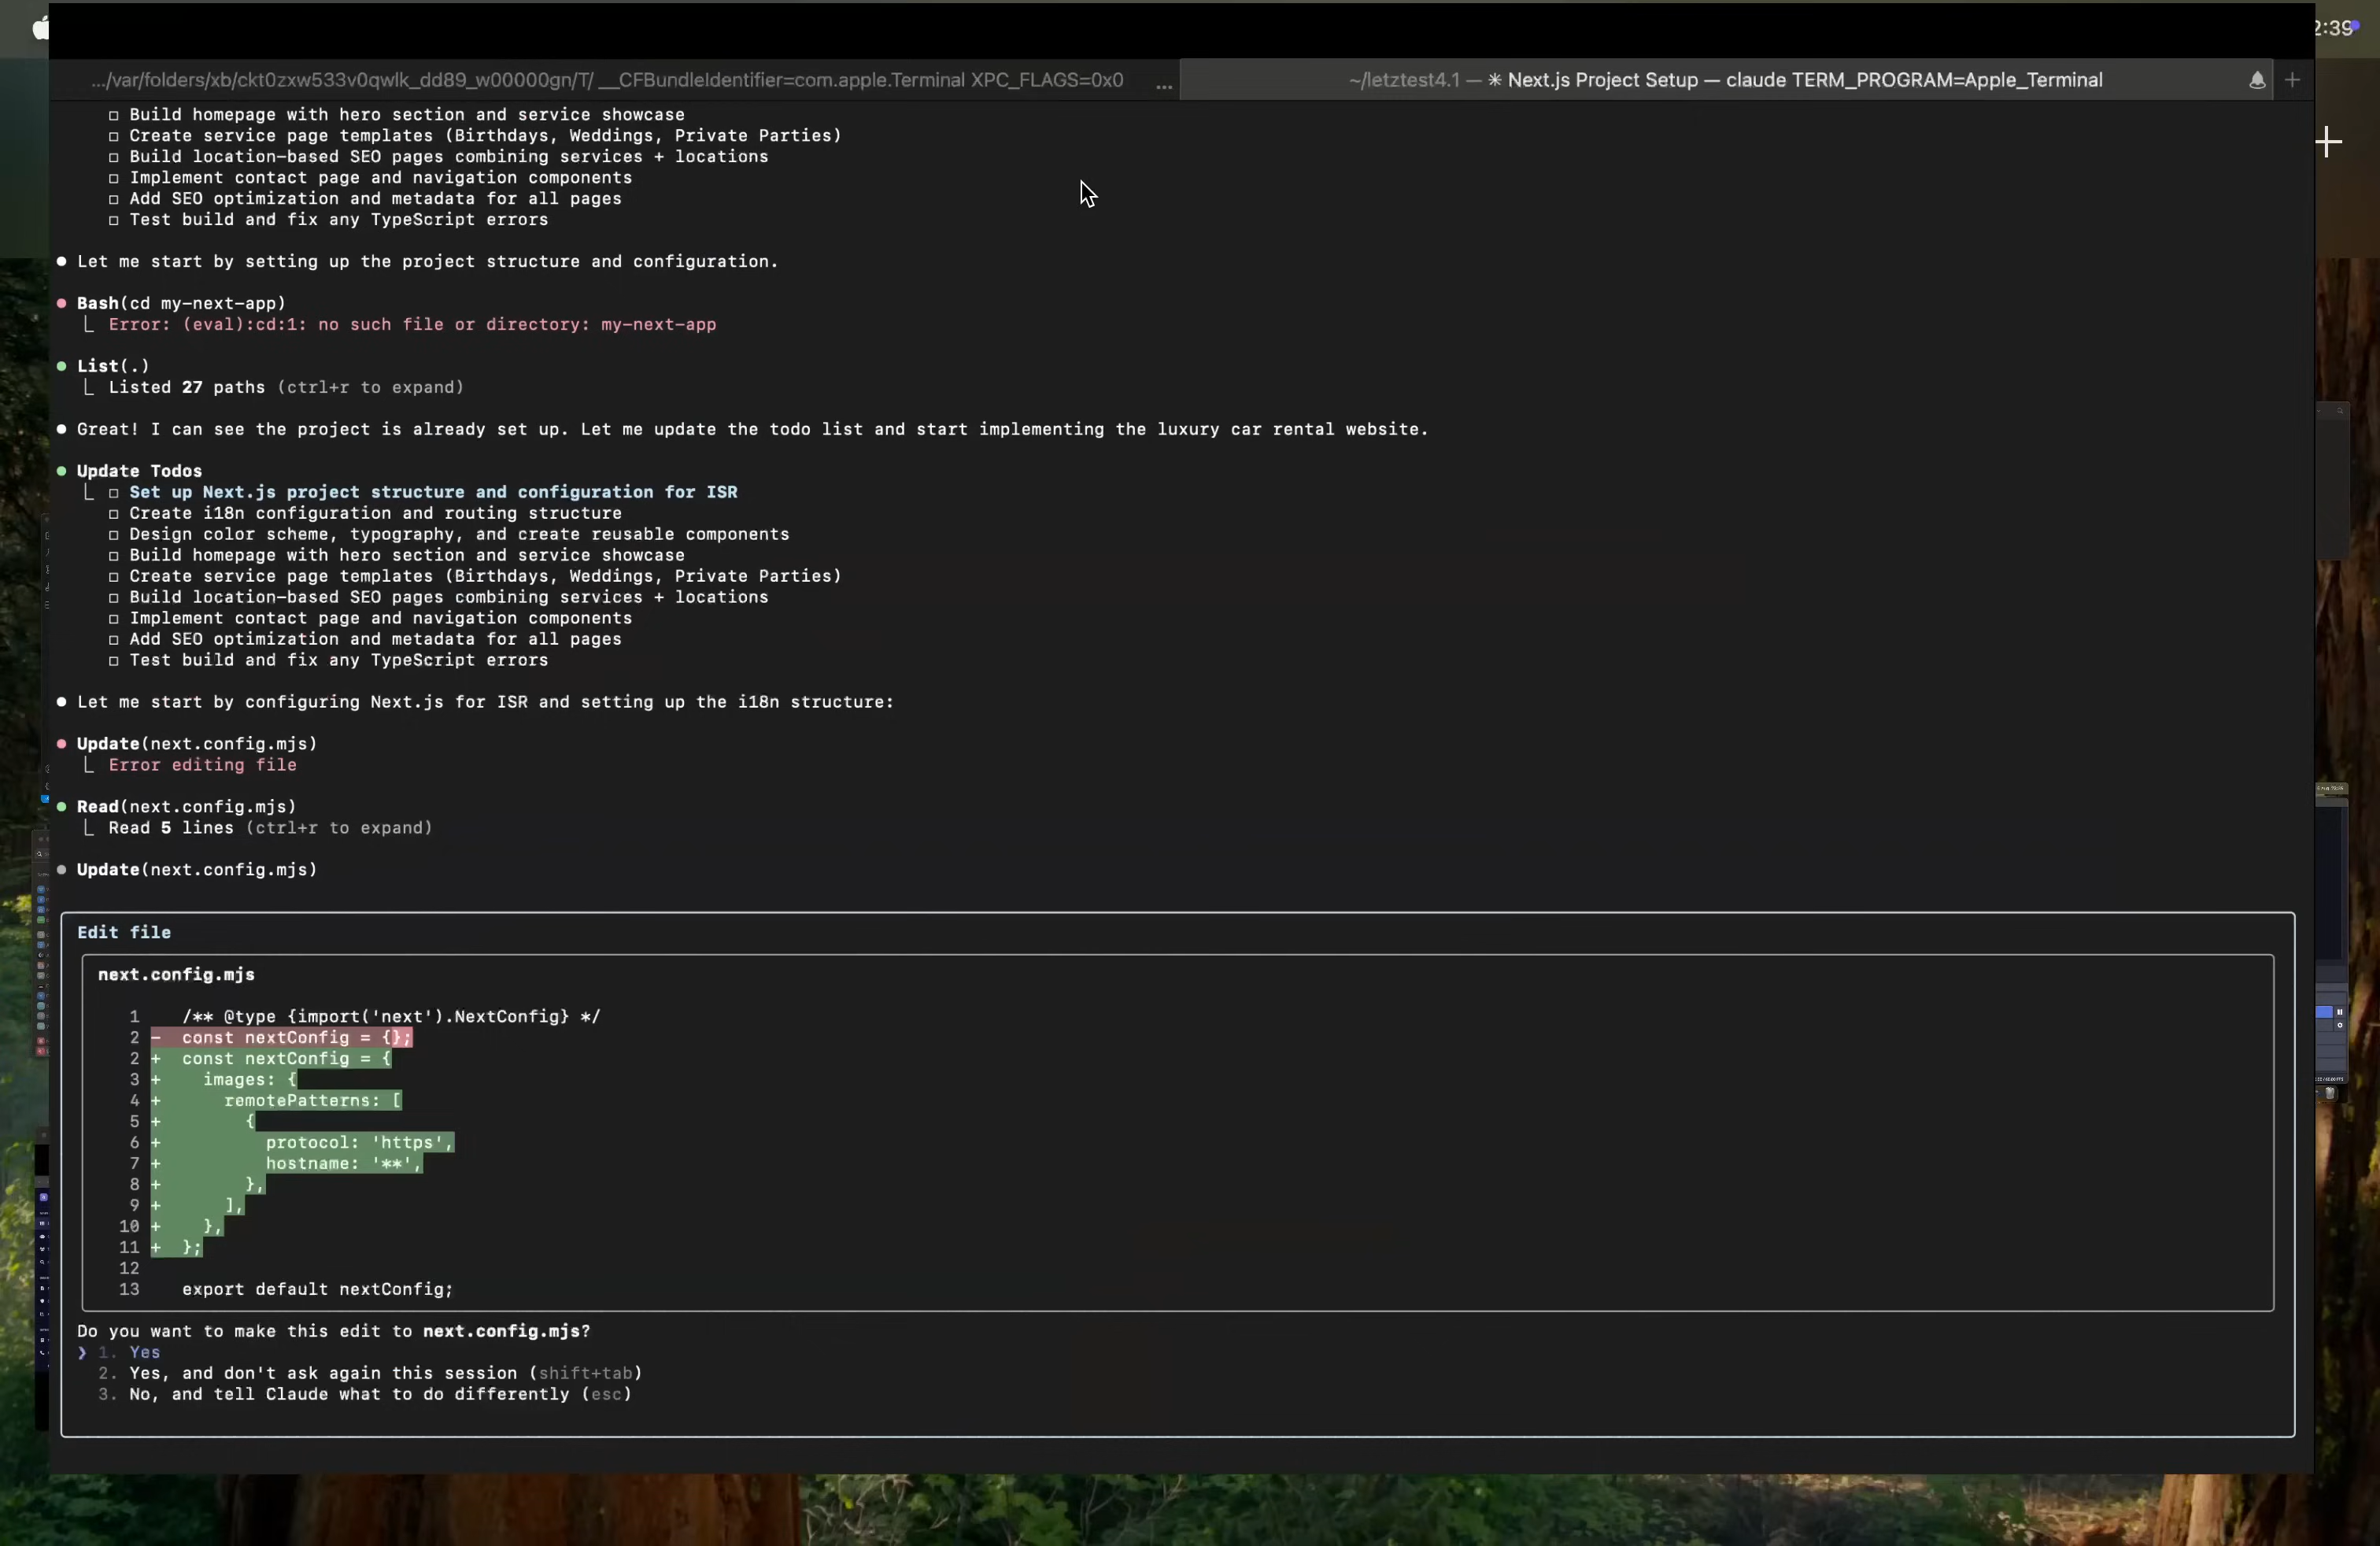 2:39
.../var/folders/xb/ckt0zxw533v0qwlk_dd89_w00000gn/T/ __CFBundleIdentifier=com.apple.Terminal XPC_FLAGS=0x0 ...
~/letztest4.1 — ✳ Next.js Project Setup — claude TERM_PROGRAM=Apple_Terminal
□ Build homepage with hero section and service showcase
□ Create service page templates (Birthdays, Weddings, Private Parties)
□ Build location-based SEO pages combining services + locations
□ Implement contact page and navigation components
□ Add SEO optimization and metadata for all pages
□ Test build and fix any TypeScript errors
● Let me start by setting up the project structure and configuration.
● Bash(cd my-next-app)
⎿ Error: (eval):cd:1: no such file or directory: my-next-app
● List(.)
⎿ Listed 27 paths (ctrl+r to expand)
● Great! I can see the project is already set up. Let me update the todo list and start implementing the luxury car rental website.
● Update Todos
⎿ □ Set up Next.js project structure and configuration for ISR
□ Create i18n configuration and routing structure
□ Design color scheme, typography, and create reusable components
□ Build homepage with hero section and service showcase
□ Create service page templates (Birthdays, Weddings, Private Parties)
□ Build location-based SEO pages combining services + locations
□ Implement contact page and navigation components
□ Add SEO optimization and metadata for all pages
□ Test build and fix any TypeScript errors
● Let me start by configuring Next.js for ISR and setting up the i18n structure:
● Update(next.config.mjs)
⎿ Error editing file
● Read(next.config.mjs)
⎿ Read 5 lines (ctrl+r to expand)
● Update(next.config.mjs)
Edit file
next.config.mjs
1 /** @type {import('next').NextConfig} */
2 - const nextConfig = {};
2 + const nextConfig = {
3 + images: {
4 + remotePatterns: [
5 + {
6 + protocol: 'https',
7 + hostname: '**',
8 + },
9 + ],
10 + },
11 + };
12
13 export default nextConfig;
Do you want to make this edit to next.config.mjs?
❯ 1. Yes
2. Yes, and don't ask again this session (shift+tab)
3. No, and tell Claude what to do differently (esc)